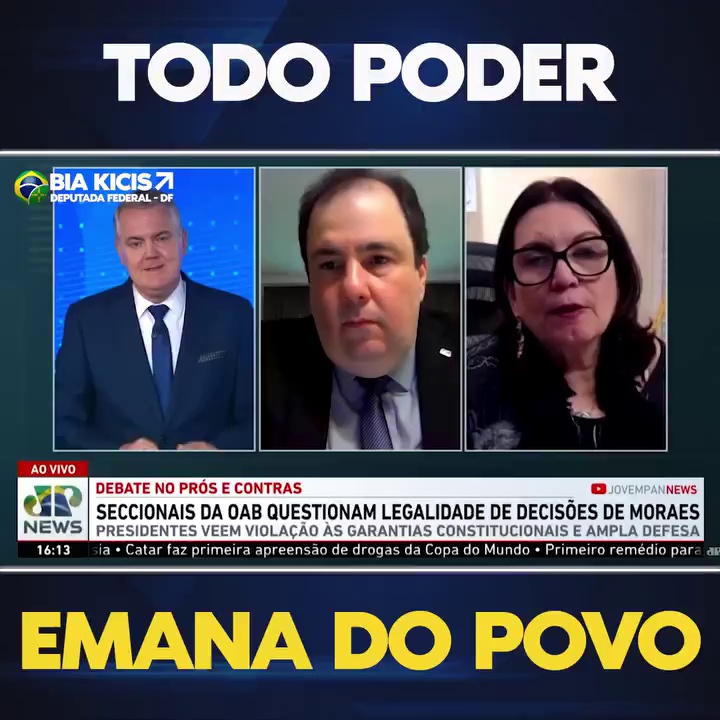 TODO PODER
BIA KICIS
DEPUTADA FEDERAL - DF
AO VIVO
DEBATE NO PRÓS E CONTRAS
JOVEMPANNEWS
JP
NEWS
SECCIONAIS DA OAB QUESTIONAM LEGALIDADE DE DECISÕES DE MORAES
PRESIDENTES VEEM VIOLAÇÃO ÀS GARANTIAS CONSTITUCIONAIS E AMPLA DEFESA
16:13
sia • Catar faz primeira apreensão de drogas da Copa do Mundo • Primeiro remédio para
EMANA DO POVO